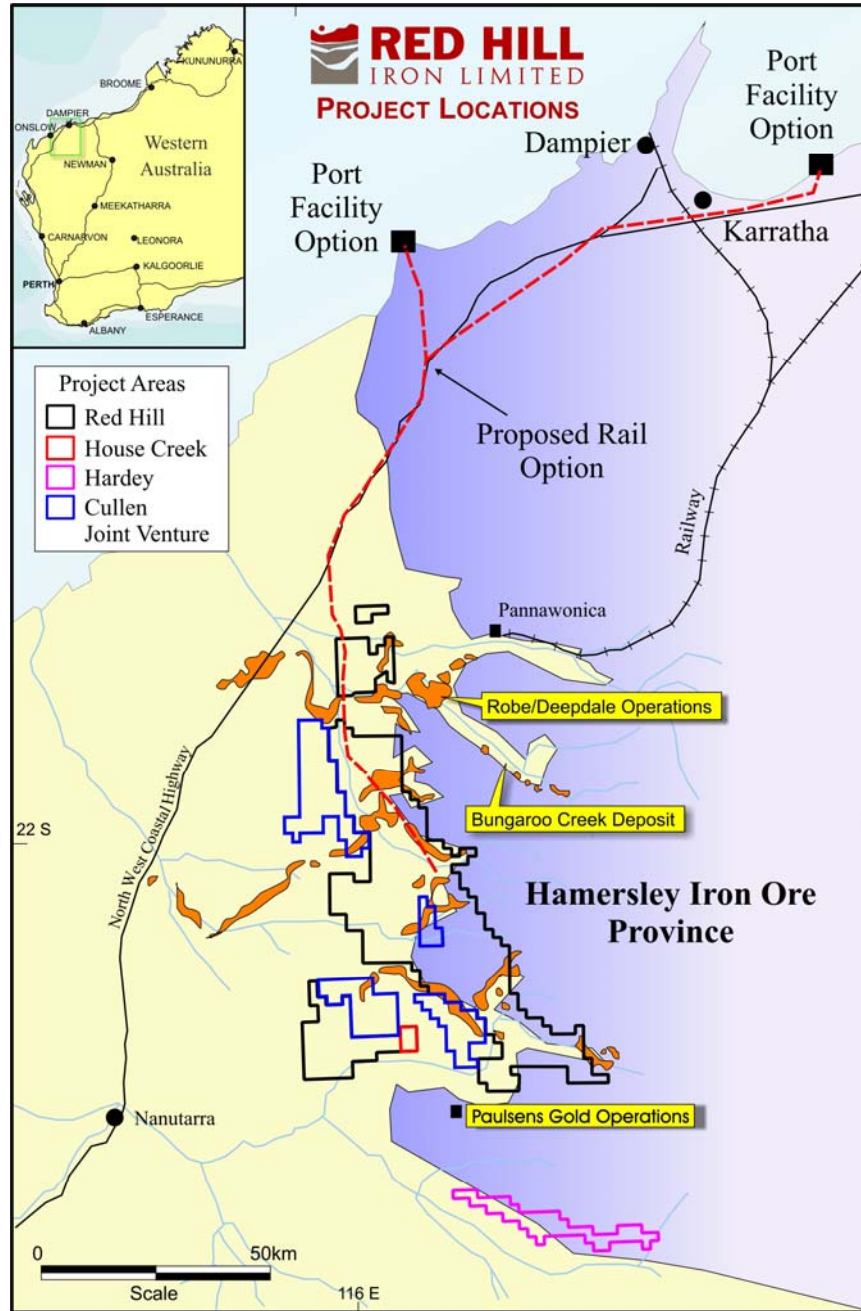 RED HILL
IRON LIMITED
PROJECT LOCATIONS
KUNUNURRA
BROOME
DAMPIER
ONSLOW
Western
Australia
NEWMAN
MEEKATHARRA
CARNARVON
LEONORA
KALGOORLIE
PERTH
ESPERANCE
ALBANY
Port
Facility
Option
Dampier
Port
Facility
Option
Karratha
Project Areas
Red Hill
House Creek
Hardey
Cullen
Joint Venture
Proposed Rail
Option
Railway
Pannawonica
Robe/Deepdale Operations
Bungaroo Creek Deposit
22 S
North West Coastal Highway
Hamersley Iron Ore
Province
Nanutarra
Paulsens Gold Operations
0 50km
Scale
116 E